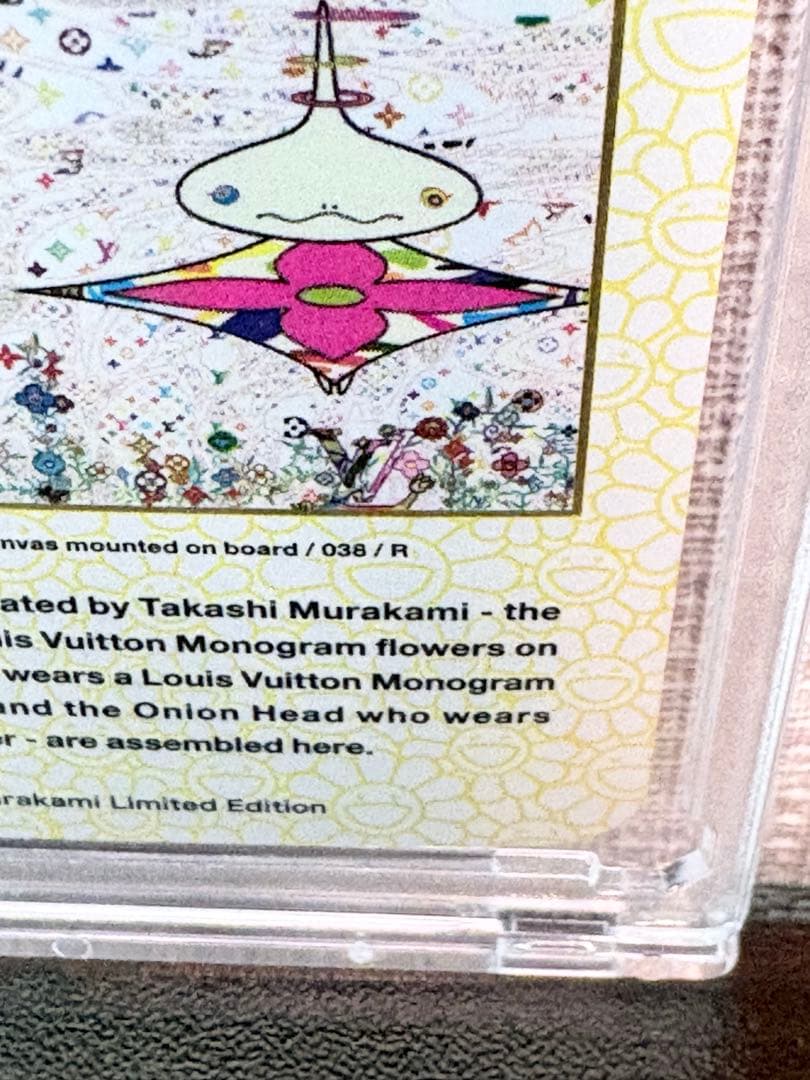 nvas mounted on board / 038 / R
ated by Takashi Murakami - the
is Vuitton Monogram flowers on
wears a Louis Vuitton Monogram
and the Onion Head who wears
r - are assembled here.
rakami Limited Edition